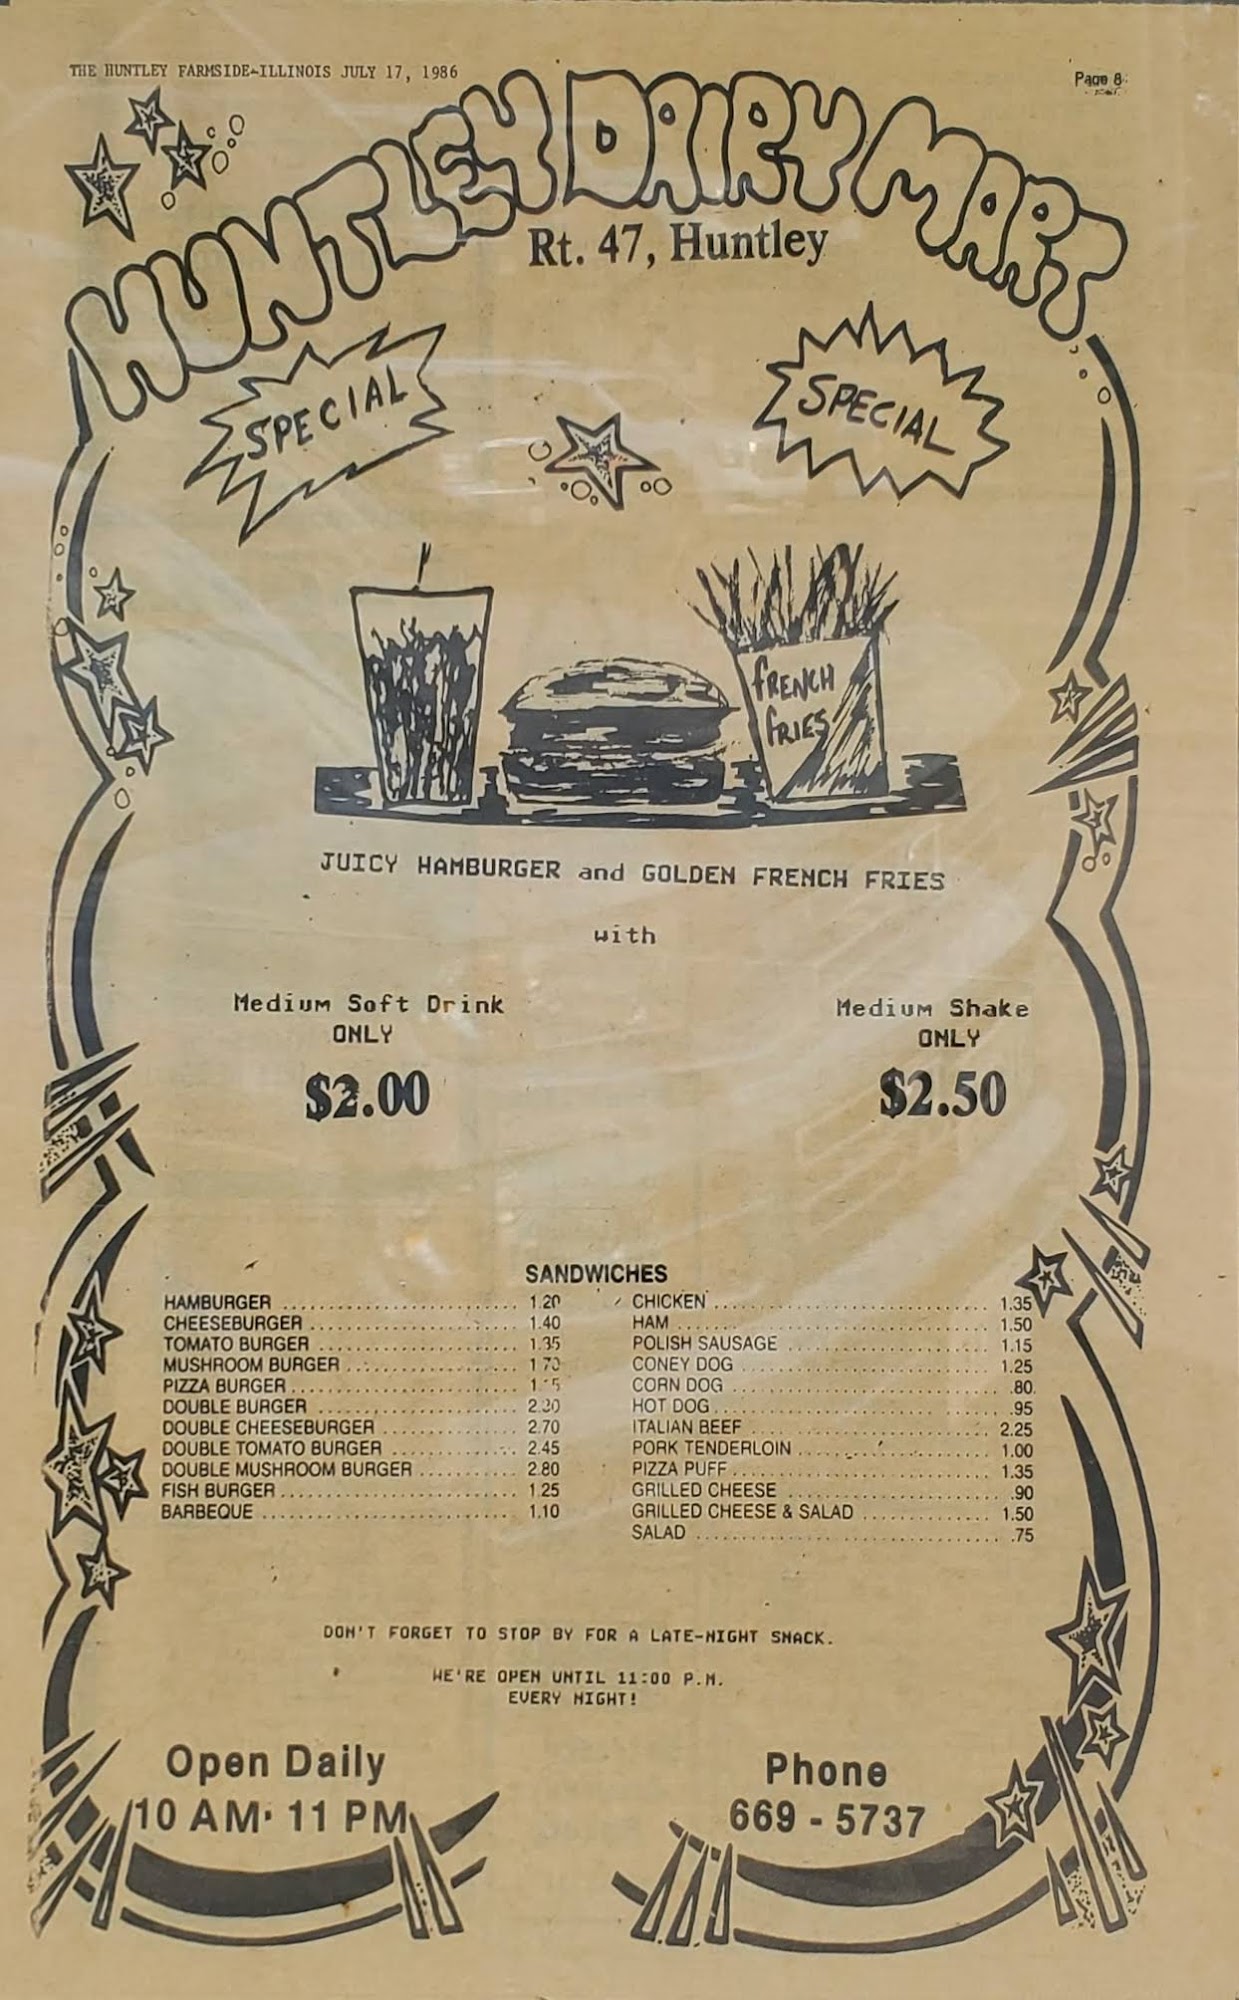 THE HUNTLEY FARMSIDE-ILLINOIS JULY 17, 1986
Page 8
HUNTLEY DAIRY MART
Rt. 47, Huntley
SPECIAL
SPECIAL
FRENCH
FRIES
JUICY HAMBURGER and GOLDEN FRENCH FRIES
with
Medium Soft Drink
ONLY
$2.00
Medium Shake
ONLY
$2.50
SANDWICHES
HAMBURGER 1.20
CHEESEBURGER 1.40
TOMATO BURGER 1.35
MUSHROOM BURGER 1.70
PIZZA BURGER
DOUBLE BURGER
DOUBLE CHEESEBURGER 2.70
DOUBLE TOMATO BURGER 2.45
DOUBLE MUSHROOM BURGER 2.80
FISH BURGER 1.25
BARBEQUE 1.10
CHICKEN 1.35
HAM 1.50
POLISH SAUSAGE 1.15
CONEY DOG 1.25
CORN DOG .80
HOT DOG .95
ITALIAN BEEF 2.25
PORK TENDERLOIN 1.00
PIZZA PUFF 1.35
GRILLED CHEESE .90
GRILLED CHEESE & SALAD 1.50
SALAD .75
DON'T FORGET TO STOP BY FOR A LATE-NIGHT SNACK.
WE'RE OPEN UNTIL 11:00 P.M.
EVERY NIGHT!
Open Daily
10 AM - 11 PM
Phone
669 - 5737